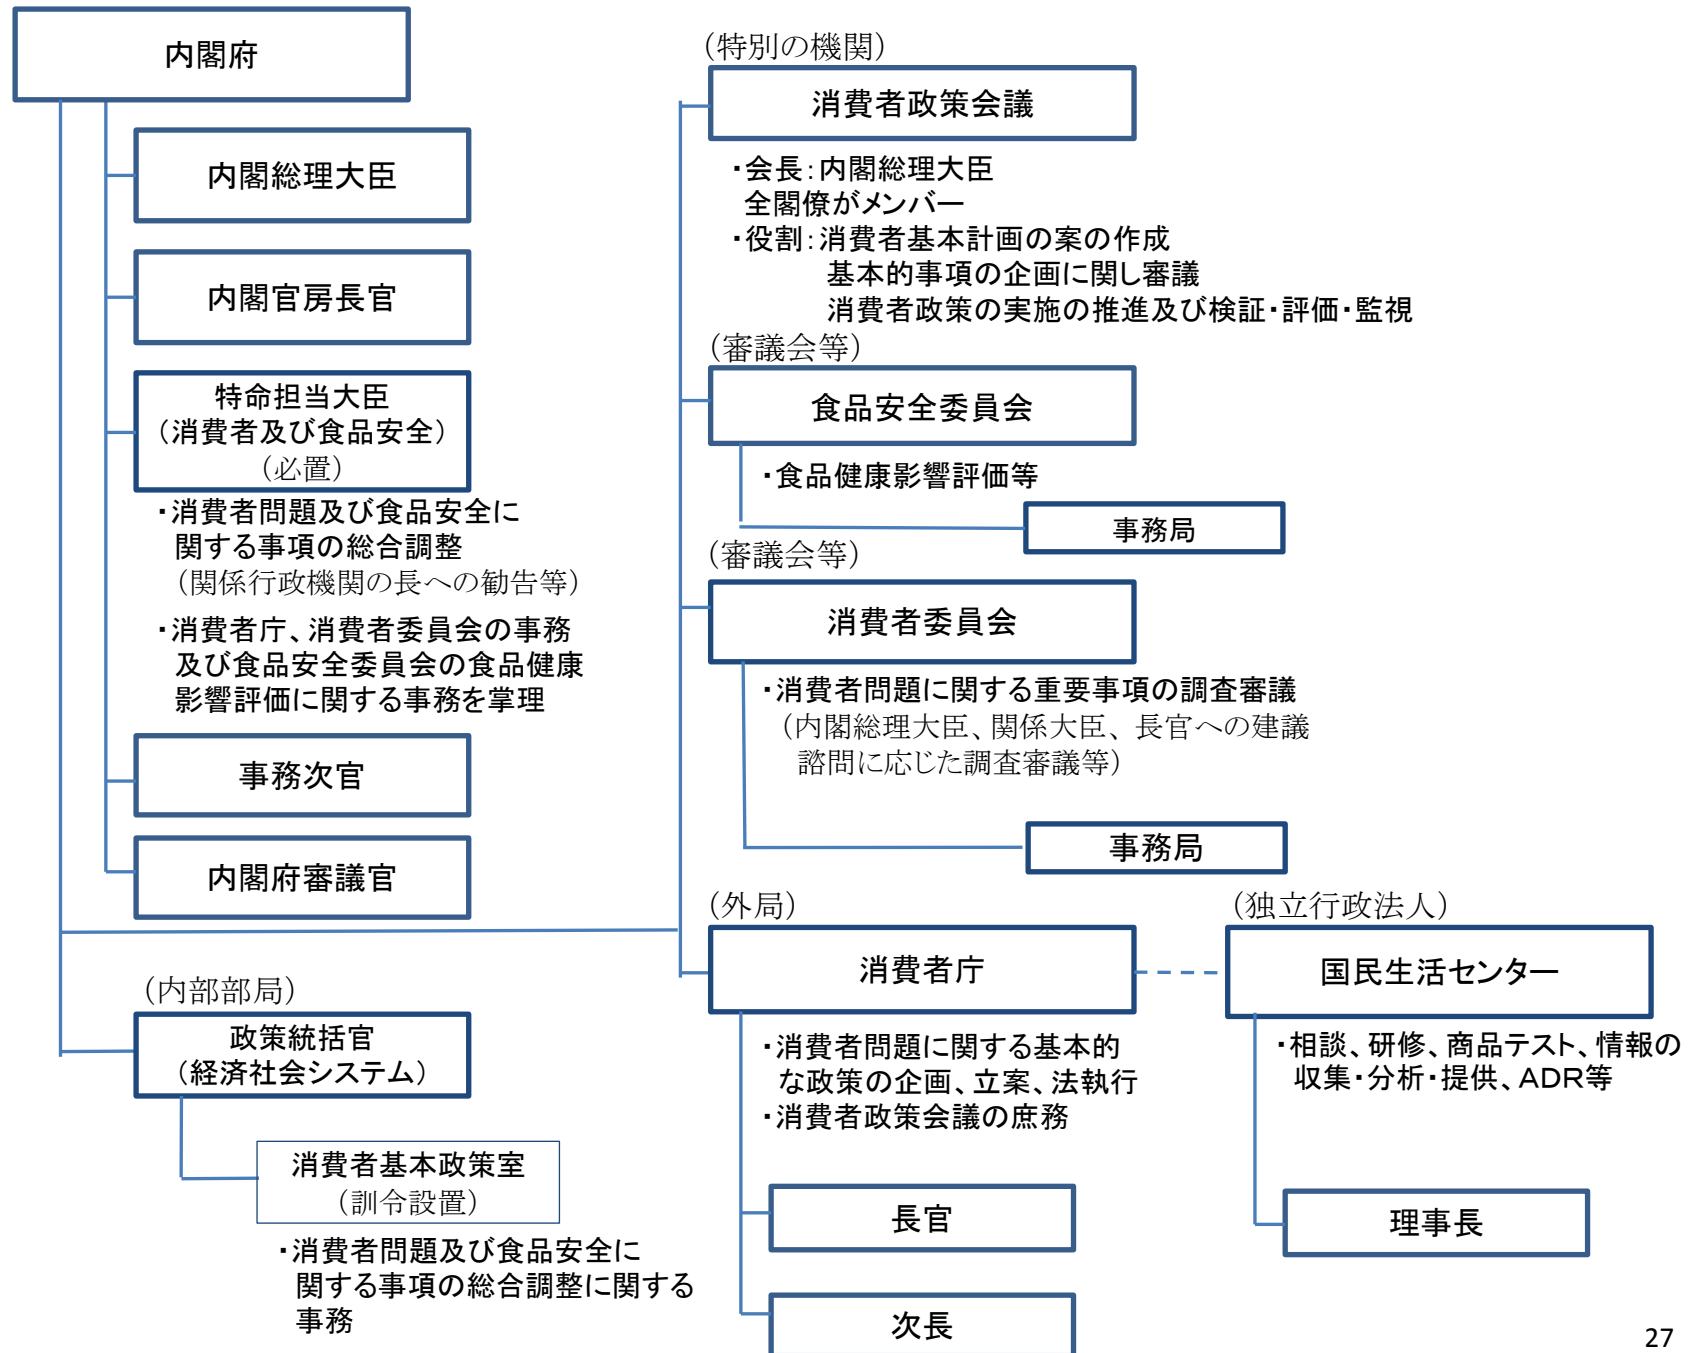 内閣府
内閣総理大臣
内閣官房長官
特命担当大臣
（消費者及び食品安全）
（必置）
・消費者問題及び食品安全に
関する事項の総合調整
（関係行政機関の長への勧告等）
・消費者庁、消費者委員会の事務
及び食品安全委員会の食品健康
影響評価に関する事務を掌理
事務次官
内閣府審議官
（内部部局）
政策統括官
（経済社会システム）
消費者基本政策室
（訓令設置）
・消費者問題及び食品安全に
関する事項の総合調整に関する
事務
（特別の機関）
消費者政策会議
・会長：内閣総理大臣
全閣僚がメンバー
・役割：消費者基本計画の案の作成
基本的事項の企画に関し審議
消費者政策の実施の推進及び検証・評価・監視
（審議会等）
食品安全委員会
・食品健康影響評価等
事務局
（審議会等）
消費者委員会
・消費者問題に関する重要事項の調査審議
（内閣総理大臣、関係大臣、長官への建議
諮問に応じた調査審議等）
事務局
（外局）
消費者庁
・消費者問題に関する基本的
な政策の企画、立案、法執行
・消費者政策会議の庶務
長官
次長
（独立行政法人）
国民生活センター
・相談、研修、商品テスト、情報の
収集・分析・提供、ＡＤＲ等
理事長
27